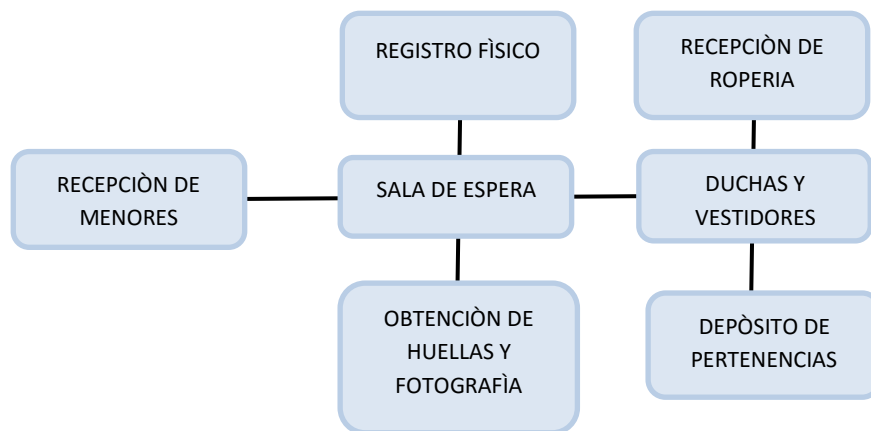 REGISTRO FÌSICO
RECEPCIÒN DE
ROPERIA
RECEPCIÒN DE
MENORES
SALA DE ESPERA
DUCHAS Y
VESTIDORES
OBTENCIÒN DE
HUELLAS Y
FOTOGRAFÌA
DEPÒSITO DE
PERTENENCIAS